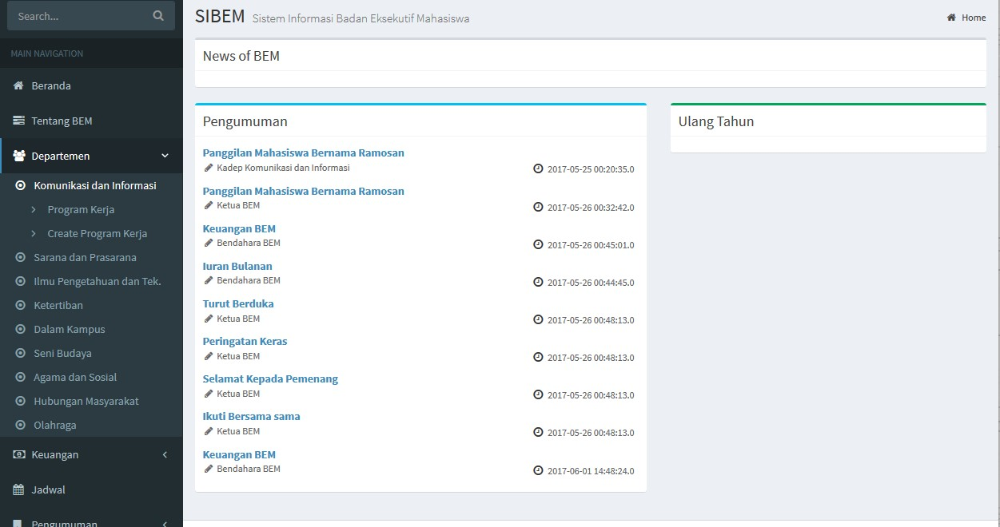 Search...
MAIN NAVIGATION
Beranda
Tentang BEM
Departemen
Komunikasi dan Informasi
Program Kerja
Create Program Kerja
Sarana dan Prasarana
Ilmu Pengetahuan dan Tek.
Ketertiban
Dalam Kampus
Seni Budaya
Agama dan Sosial
Hubungan Masyarakat
Olahraga
Keuangan
Jadwal
Pengumuman
SIBEM Sistem Informasi Badan Eksekutif Mahasiswa
Home
News of BEM
Pengumuman
Panggilan Mahasiswa Bernama Ramosan
Kadep Komunikasi dan Informasi 2017-05-25 00:20:35.0
Panggilan Mahasiswa Bernama Ramosan
Ketua BEM 2017-05-26 00:32:42.0
Keuangan BEM
Bendahara BEM 2017-05-26 00:45:01.0
Iuran Bulanan
Bendahara BEM 2017-05-26 00:44:45.0
Turut Berduka
Ketua BEM 2017-05-26 00:48:13.0
Peringatan Keras
Ketua BEM 2017-05-26 00:48:13.0
Selamat Kepada Pemenang
Ketua BEM 2017-05-26 00:48:13.0
Ikuti Bersama sama
Ketua BEM 2017-05-26 00:48:13.0
Keuangan BEM
Bendahara BEM 2017-06-01 14:48:24.0
Ulang Tahun